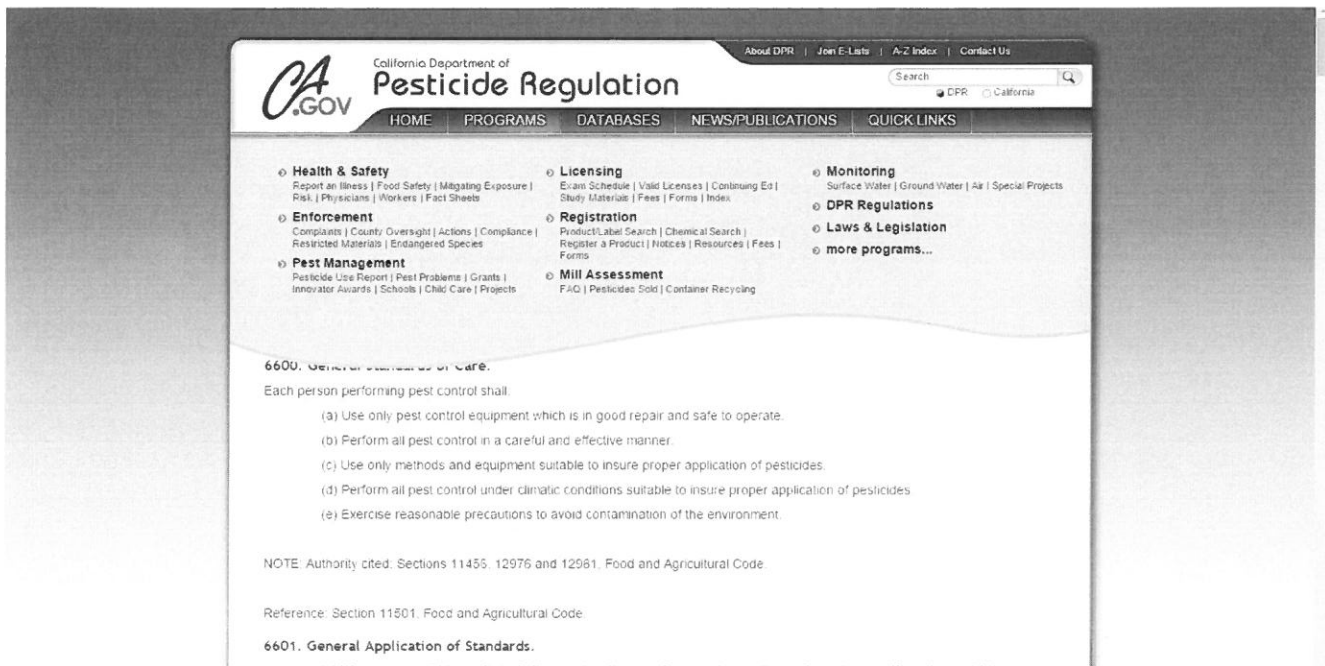 About DPR | Join E-Lists | A-Z Index | Contact Us
CA
.GOV
California Department of
Pesticide Regulation
Search
DPR California
HOME PROGRAMS DATABASES NEWS/PUBLICATIONS QUICK LINKS
Health & Safety
Report an Illness | Food Safety | Mitigating Exposure |
Risk | Physicians | Workers | Fact Sheets
Enforcement
Complaints | County Oversight | Actions | Compliance |
Restricted Materials | Endangered Species
Pest Management
Pesticide Use Report | Pest Problems | Grants |
Innovator Awards | Schools | Child Care | Projects
Licensing
Exam Schedule | Valid Licenses | Continuing Ed |
Study Materials | Fees | Forms | Index
Registration
Product/Label Search | Chemical Search |
Register a Product | Notices | Resources | Fees |
Forms
Mill Assessment
FAQ | Pesticides Sold | Container Recycling
Monitoring
Surface Water | Ground Water | Air | Special Projects
DPR Regulations
Laws & Legislation
more programs...
6600. General Standards of Care.
Each person performing pest control shall:
(a) Use only pest control equipment which is in good repair and safe to operate.
(b) Perform all pest control in a careful and effective manner.
(c) Use only methods and equipment suitable to insure proper application of pesticides.
(d) Perform all pest control under climatic conditions suitable to insure proper application of pesticides.
(e) Exercise reasonable precautions to avoid contamination of the environment.
NOTE: Authority cited: Sections 11456, 12976 and 12981, Food and Agricultural Code.
Reference: Section 11501, Food and Agricultural Code.
6601. General Application of Standards.